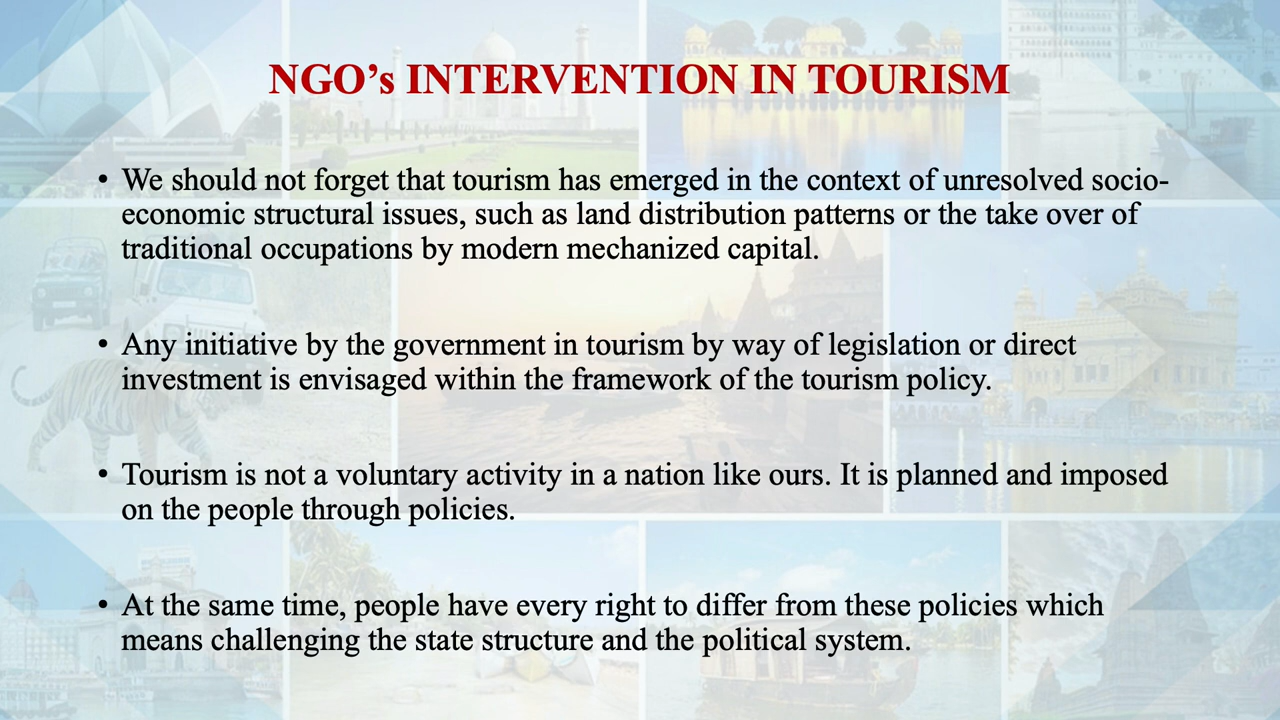 NGO’s INTERVENTION IN TOURISM
• We should not forget that tourism has emerged in the context of unresolved socio-
economic structural issues, such as land distribution patterns or the take over of
traditional occupations by modern mechanized capital.
• Any initiative by the government in tourism by way of legislation or direct
investment is envisaged within the framework of the tourism policy.
• Tourism is not a voluntary activity in a nation like ours. It is planned and imposed
on the people through policies.
• At the same time, people have every right to differ from these policies which
means challenging the state structure and the political system.